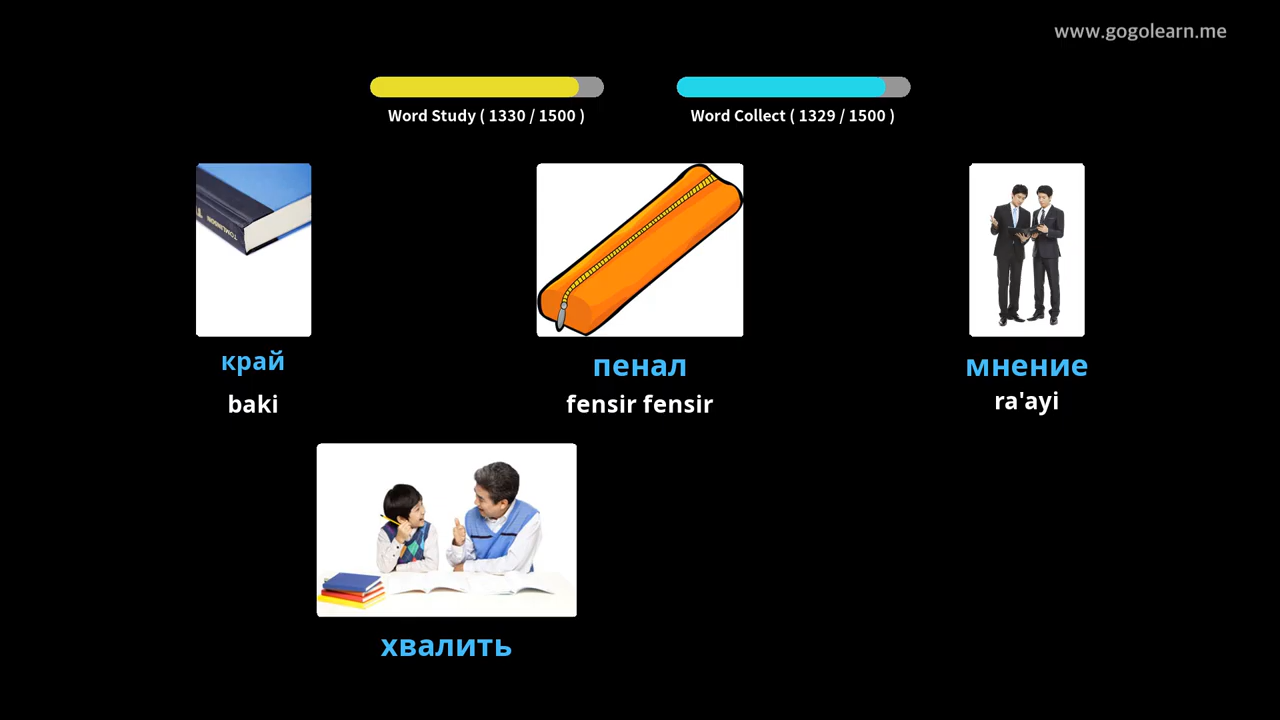 www.gogolearn.me
Word Study ( 1330 / 1500 )
Word Collect ( 1329 / 1500 )
TOMLINSON
край
пенал
мнение
baki
fensir fensir
ra'ayi
хвалить